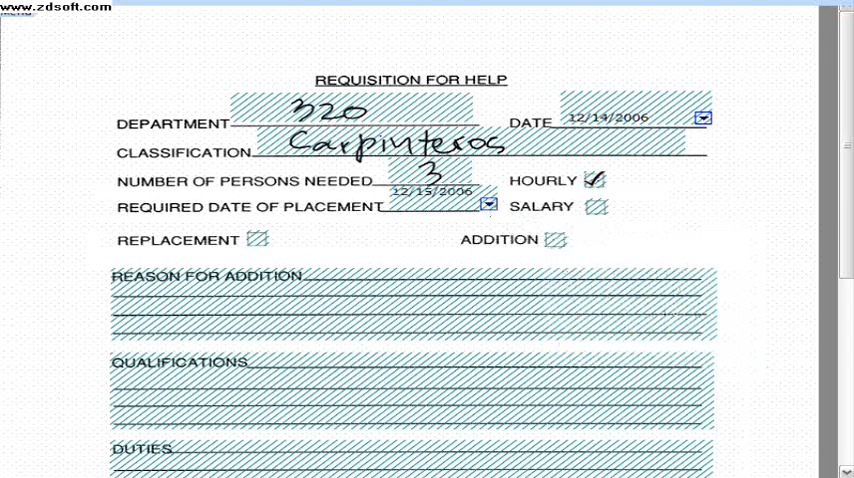 www.zdsoft.com
REQUISITION FOR HELP
DEPARTMENT 320 DATE 12/14/2006
CLASSIFICATION Carpinteros
NUMBER OF PERSONS NEEDED 3 HOURLY
REQUIRED DATE OF PLACEMENT 12/15/2006 SALARY
REPLACEMENT ADDITION
REASON FOR ADDITION
QUALIFICATIONS
DUTIES